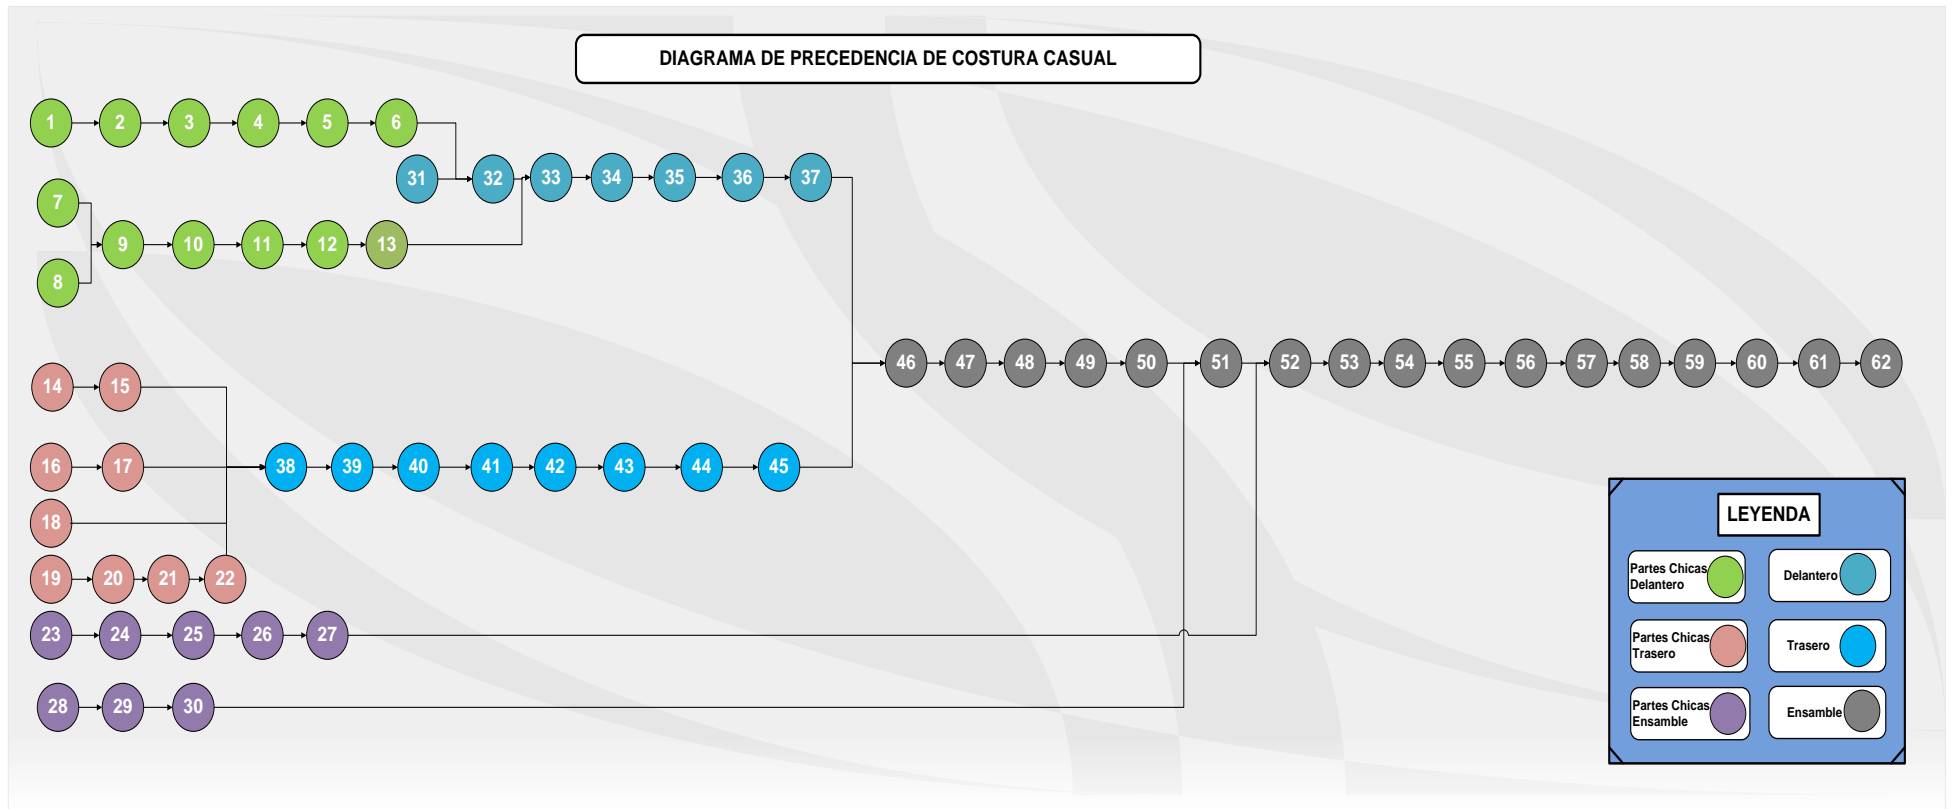 DIAGRAMA DE PRECEDENCIA DE COSTURA CASUAL
1 2 3 4 5 6
31 32 33 34 35 36 37
7
9 10 11 12 13
8
46 47 48 49 50 51 52 53 54 55 56 57 58 59 60 61 62
14 15
16 17 38 39 40 41 42 43 44 45
18
19 20 21 22
23 24 25 26 27
28 29 30
LEYENDA
Partes Chicas
Delantero
Delantero
Partes Chicas
Trasero
Trasero
Partes Chicas
Ensamble
Ensamble